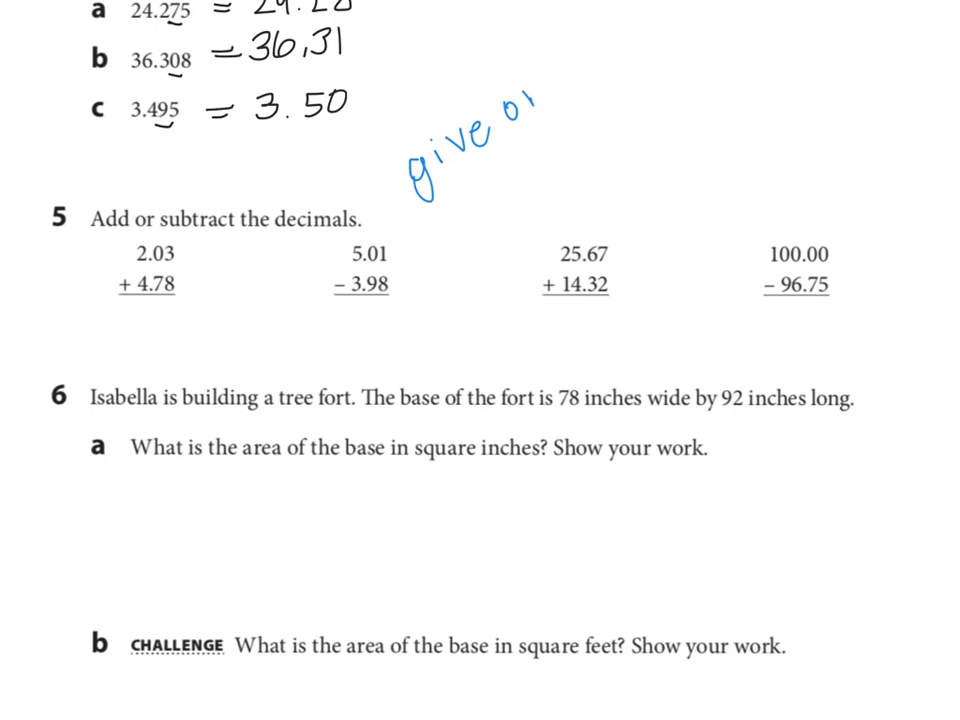 a 24.275 = 24.28
b 36.308 = 36.31
c 3.495 = 3.50
give
5 Add or subtract the decimals.
2.03 5.01 25.67 100.00
+ 4.78 – 3.98 + 14.32 – 96.75
6 Isabella is building a tree fort. The base of the fort is 78 inches wide by 92 inches long.
a What is the area of the base in square inches? Show your work.
b CHALLENGE What is the area of the base in square feet? Show your work.